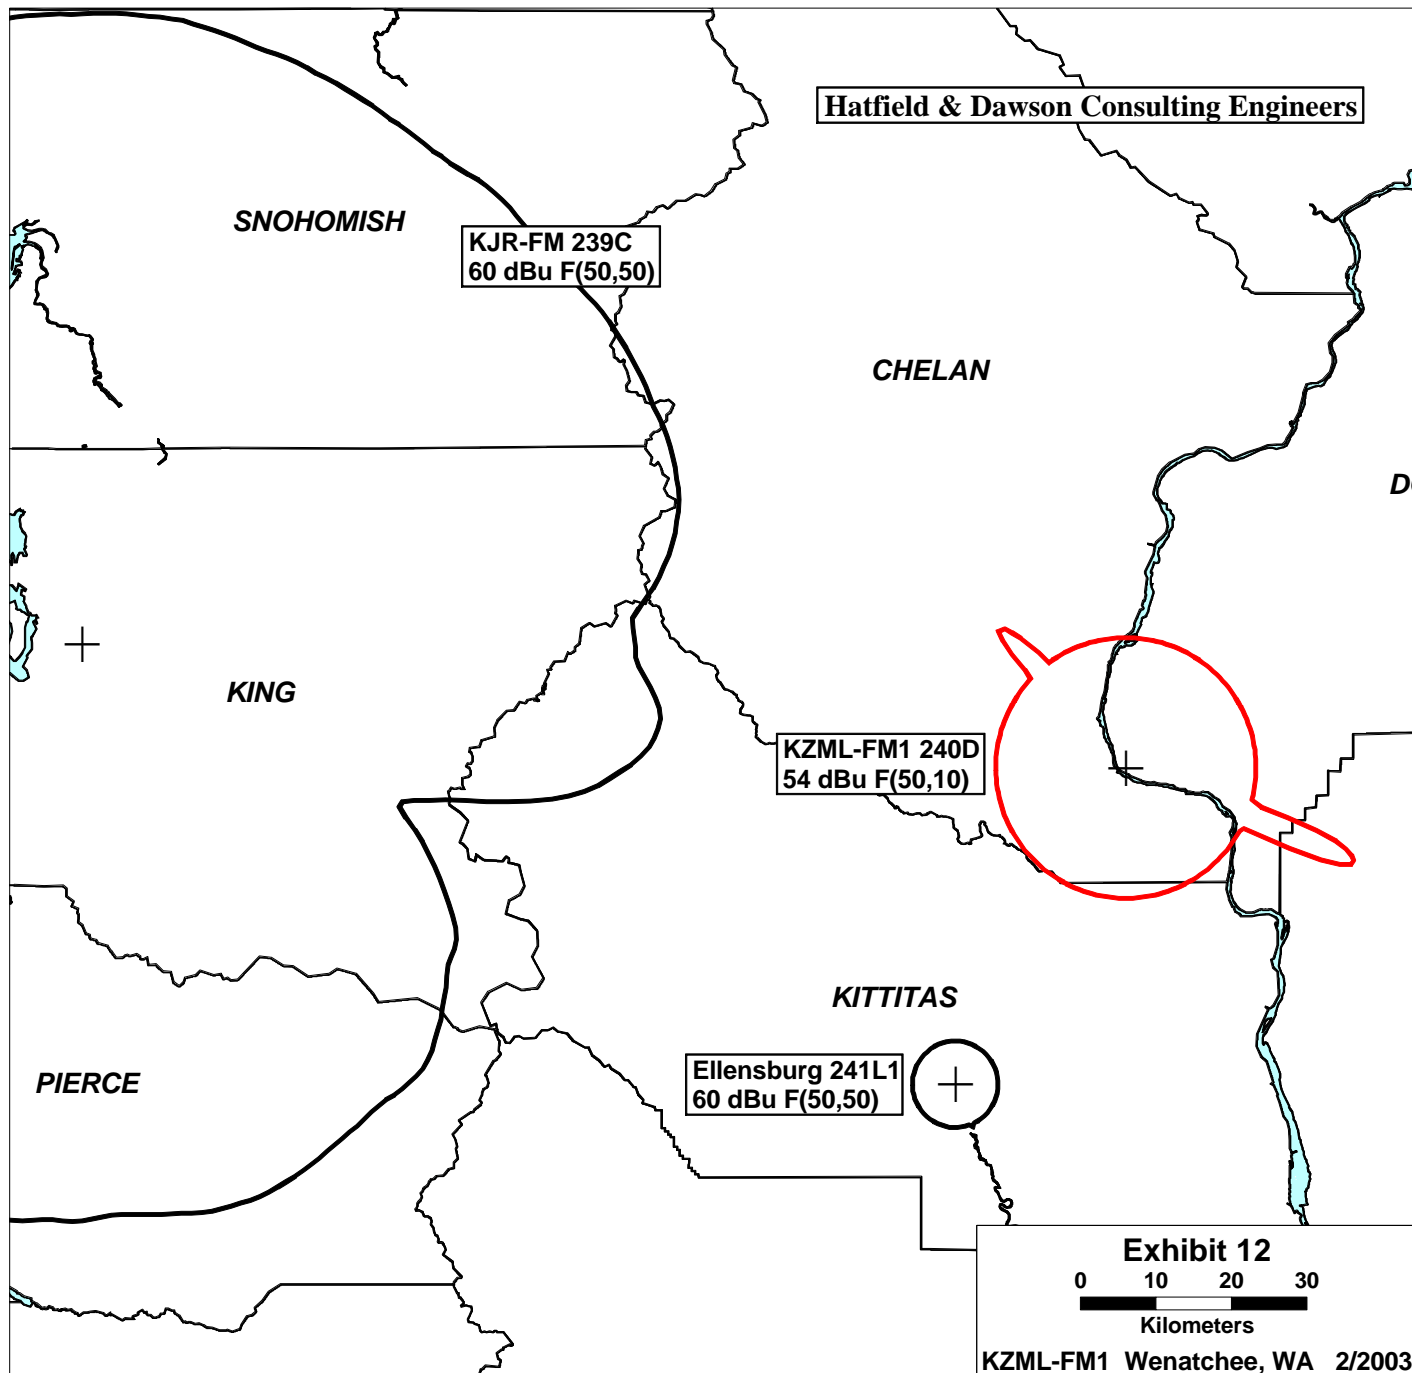 Hatfield & Dawson Consulting Engineers
SNOHOMISH
KJR-FM 239C
60 dBu F(50,50)
CHELAN
KING
KZML-FM1 240D
54 dBu F(50,10)
KITTITAS
PIERCE
Ellensburg 241L1
60 dBu F(50,50)
Exhibit 12
0 10 20 30
Kilometers
KZML-FM1 Wenatchee, WA 2/2003